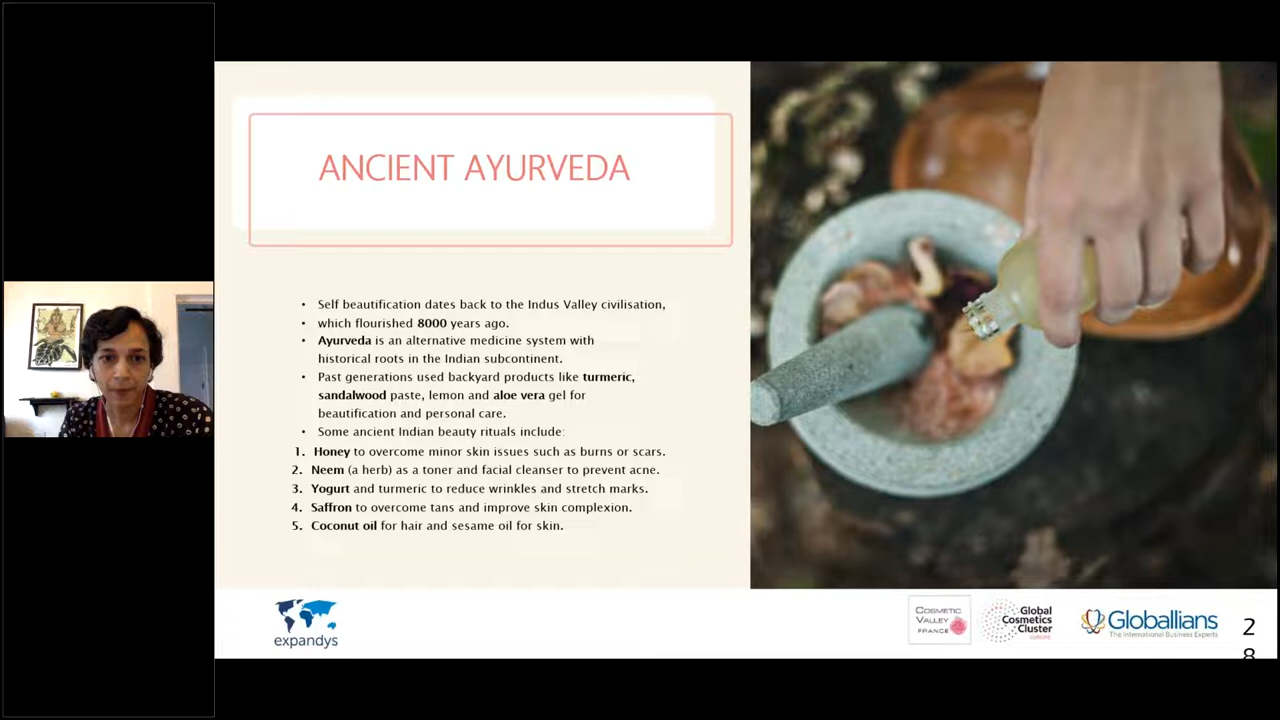 ANCIENT AYURVEDA
• Self beautification dates back to the Indus Valley civilisation,
• which flourished 8000 years ago.
• Ayurveda is an alternative medicine system with
historical roots in the Indian subcontinent.
• Past generations used backyard products like turmeric,
sandalwood paste, lemon and aloe vera gel for
beautification and personal care.
• Some ancient Indian beauty rituals include:
1. Honey to overcome minor skin issues such as burns or scars.
2. Neem (a herb) as a toner and facial cleanser to prevent acne.
3. Yogurt and turmeric to reduce wrinkles and stretch marks.
4. Saffron to overcome tans and improve skin complexion.
5. Coconut oil for hair and sesame oil for skin.
expandys
COSMETIC
VALLEY
FRANCE
Global
Cosmetics
Cluster
EUROPE
Globallians
The International Business Experts
2
8